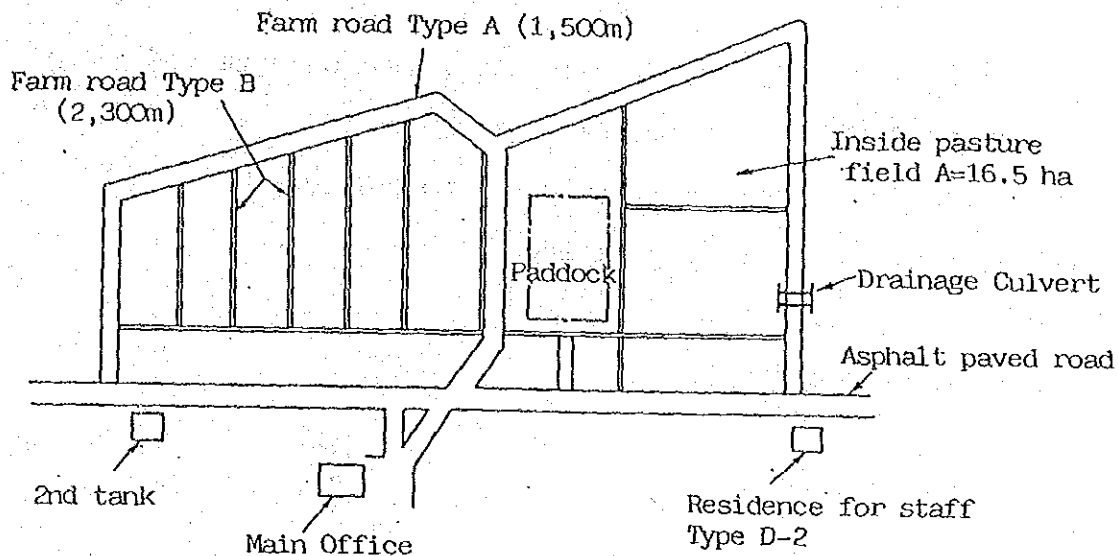 Farm road Type A (1,500m)
Farm road Type B
(2,300m)
Inside pasture
field A=16.5 ha
Paddock
Drainage Culvert
Asphalt paved road
2nd tank
Main Office
Residence for staff
Type D-2